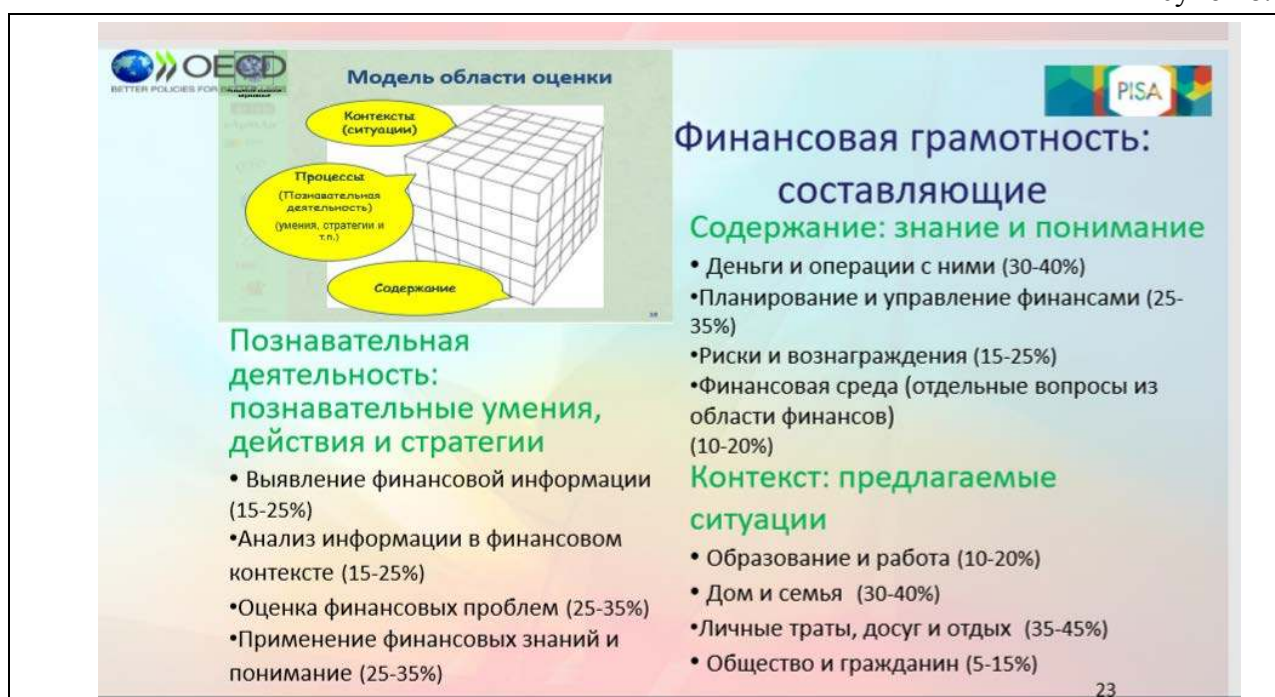 OECD
BETTER POLICIES FOR
Модель области оценки
Контексты
(ситуации)
Процессы
(Познавательная
деятельность)
(умения, стратегии и
т.п.)
Содержание
Познавательная
деятельность:
познавательные умения,
действия и стратегии
• Выявление финансовой информации
(15-25%)
•Анализ информации в финансовом
контексте (15-25%)
•Оценка финансовых проблем (25-35%)
•Применение финансовых знаний и
понимание (25-35%)
PISA
Финансовая грамотность:
составляющие
Содержание: знание и понимание
• Деньги и операции с ними (30-40%)
•Планирование и управление финансами (25-
35%)
•Риски и вознаграждения (15-25%)
•Финансовая среда (отдельные вопросы из
области финансов)
(10-20%)
Контекст: предлагаемые
ситуации
• Образование и работа (10-20%)
• Дом и семья (30-40%)
•Личные траты, досуг и отдых (35-45%)
• Общество и гражданин (5-15%)
23